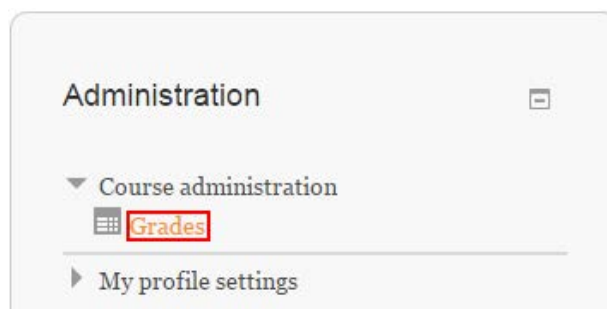 Administration
Course administration
Grades
My profile settings